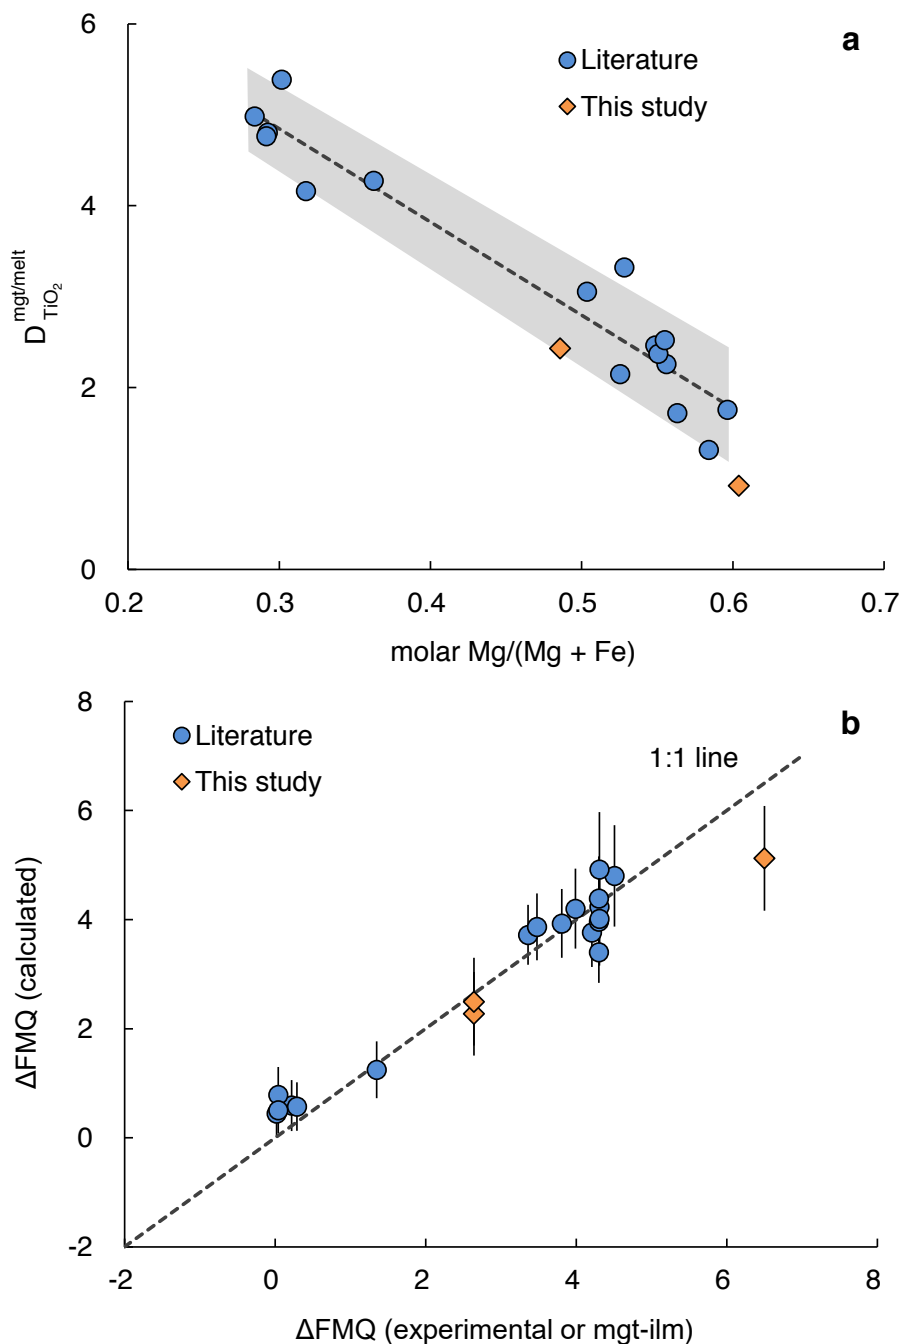 a
6
Literature
This study
4
D^{mgt/melt}_{TiO_2}
2
0
0.2 0.3 0.4 0.5 0.6 0.7
molar Mg/(Mg + Fe)
b
8
Literature
1:1 line
This study
6
4
ΔFMQ (calculated)
2
0
-2
-2 0 2 4 6 8
ΔFMQ (experimental or mgt-ilm)